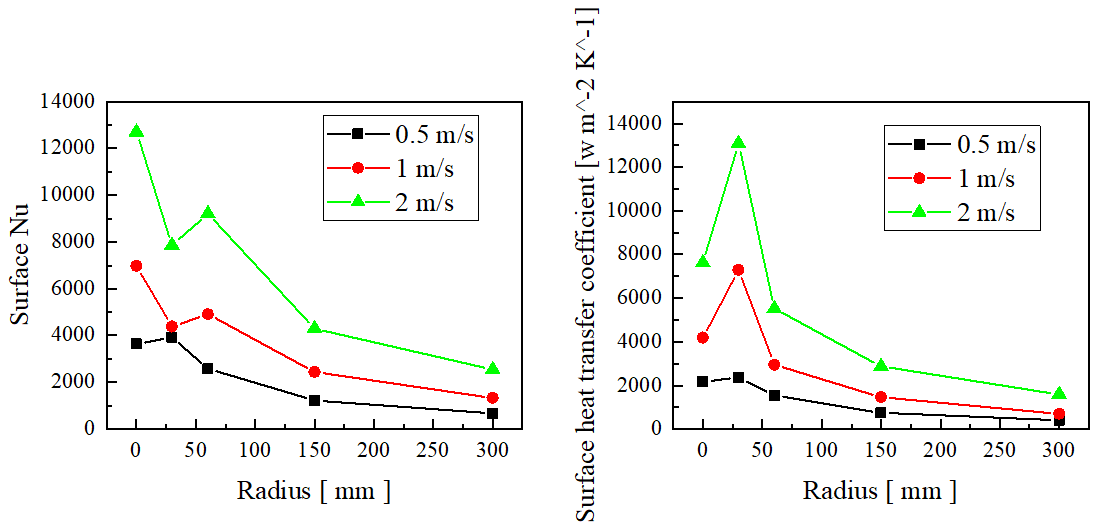 Surface Nu
14000
12000
10000
8000
6000
4000
2000
0
0.5 m/s
1 m/s
2 m/s
0 50 100 150 200 250 300
Radius [ mm ]
Surface heat transfer coefficient [w m^-2 K^-1]
14000
12000
10000
8000
6000
4000
2000
0
0.5 m/s
1 m/s
2 m/s
0 50 100 150 200 250 300
Radius [ mm ]